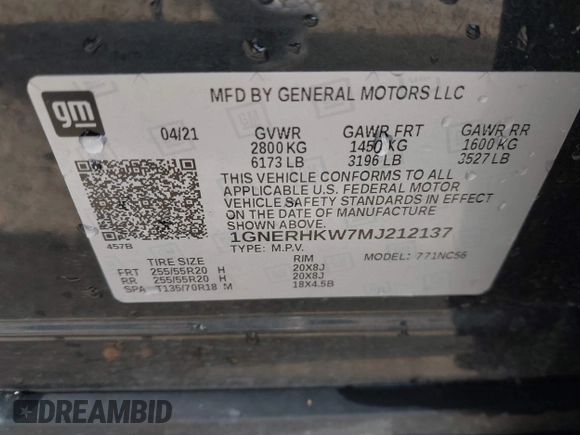 gm
MFD BY GENERAL MOTORS LLC
04/21 GVWR GAWR FRT GAWR RR
2800 KG 1450 KG 1600 KG
6173 LB 3196 LB 3527 LB
THIS VEHICLE CONFORMS TO ALL
APPLICABLE U.S. FEDERAL MOTOR
VEHICLE SAFETY STANDARDS IN EFFECT
ON THE DATE OF MANUFACTURE
SHOWN ABOVE.
457B 1GNERHKW7MJ212137
TYPE: M.P.V. MODEL: 771NC56
TIRE SIZE RIM
FRT 255/55R20 H 20X8J
RR 255/55R20 H 20X8J
SPA T135/70R18 M 18X4.5B
DREAMBID